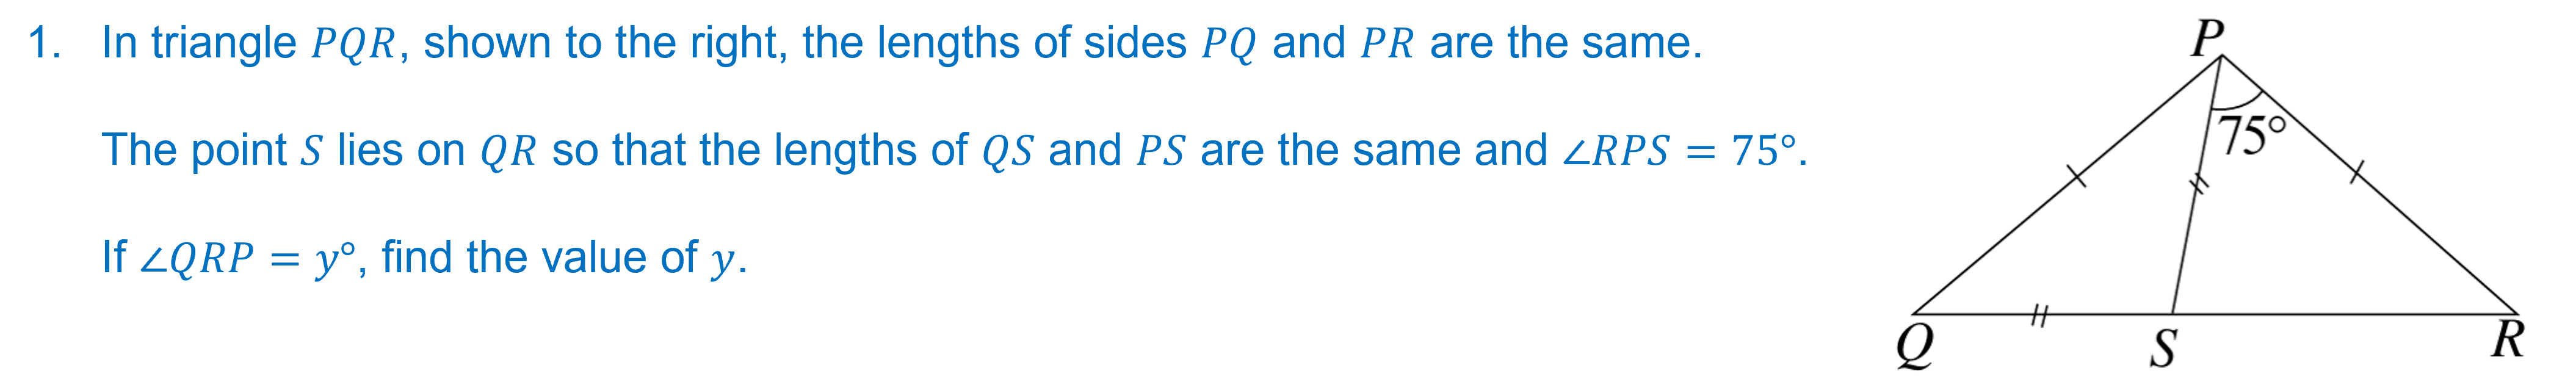 1. In triangle PQR, shown to the right, the lengths of sides PQ and PR are the same.
The point S lies on QR so that the lengths of QS and PS are the same and ∠RPS = 75°.
If ∠QRP = y°, find the value of y.
P
75°
Q
S
R